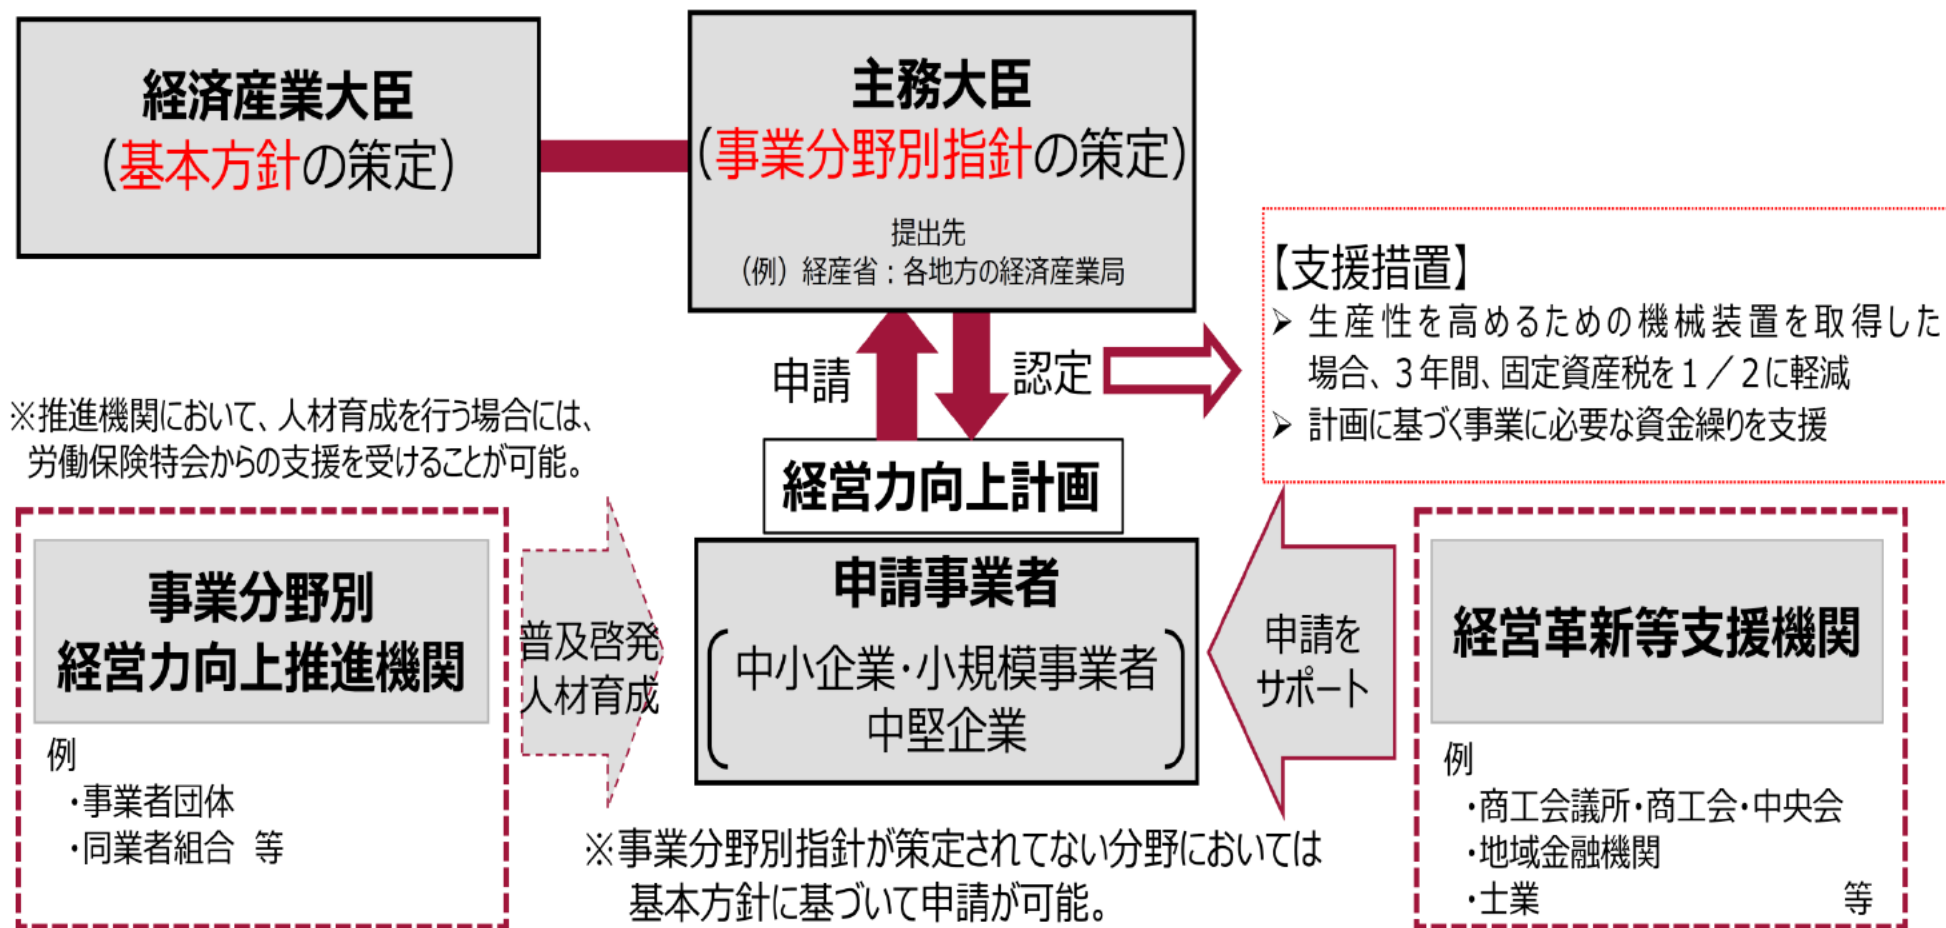 経済産業大臣
（基本方針の策定）
主務大臣
（事業分野別指針の策定）
提出先
（例）経産省：各地方の経済産業局
申請
認定
【支援措置】
➢ 生産性を高めるための機械装置を取得した
場合、３年間、固定資産税を１／２に軽減
➢ 計画に基づく事業に必要な資金繰りを支援
※推進機関において、人材育成を行う場合には、
労働保険特会からの支援を受けることが可能。
経営力向上計画
事業分野別
経営力向上推進機関
例
・事業者団体
・同業者組合 等
普及啓発
人材育成
申請事業者
中小企業・小規模事業者
中堅企業
申請を
サポート
経営革新等支援機関
例
・商工会議所・商工会・中央会
・地域金融機関
・士業 等
※事業分野別指針が策定されてない分野においては
基本方針に基づいて申請が可能。